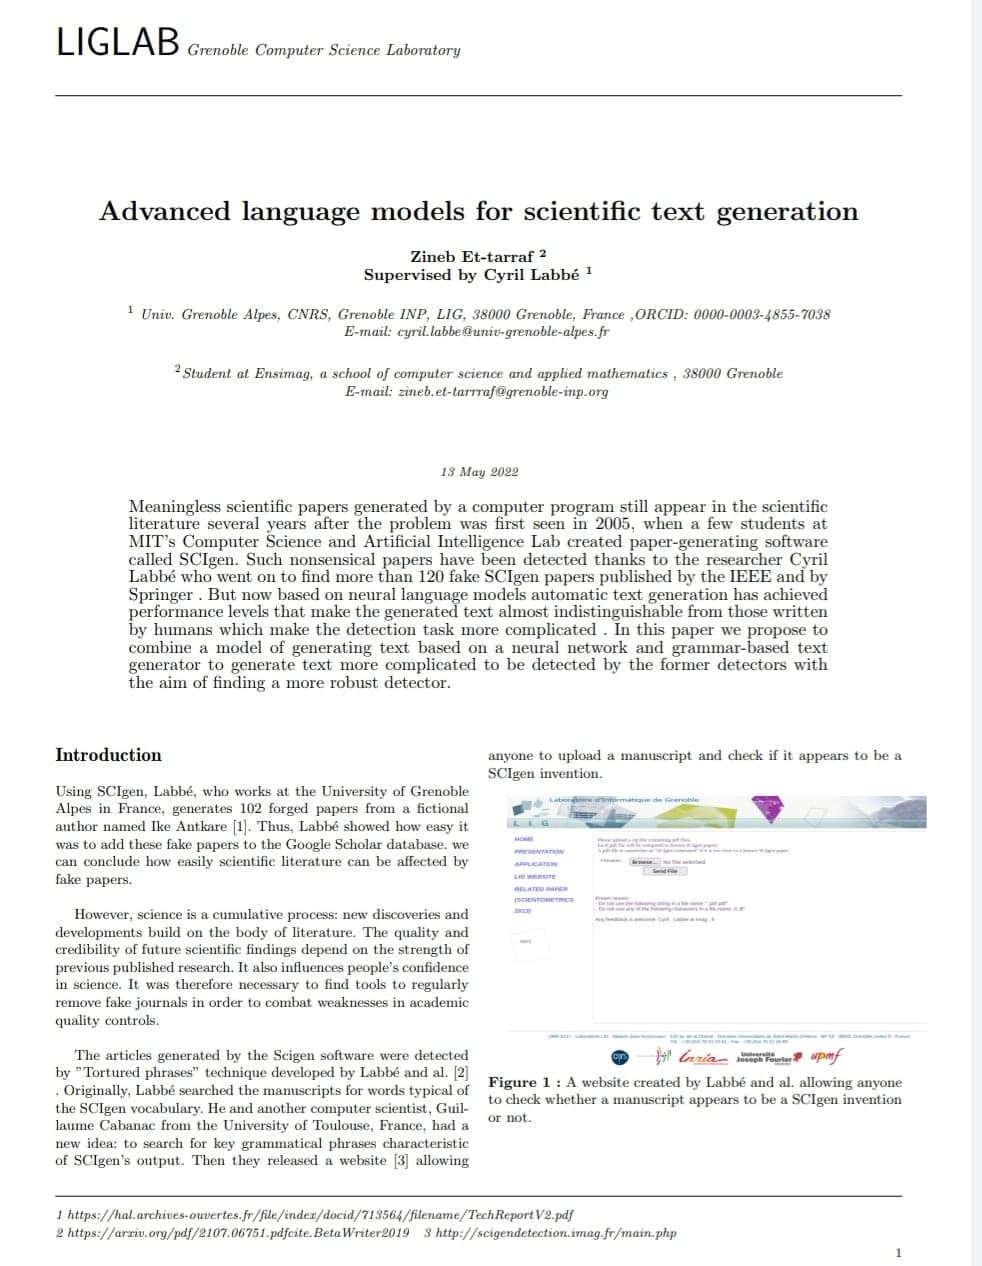 LIGLAB Grenoble Computer Science Laboratory
Advanced language models for scientific text generation
Zineb Et-tarraf 2
Supervised by Cyril Labbé 1
1 Univ. Grenoble Alpes, CNRS, Grenoble INP, LIG, 38000 Grenoble, France ,ORCID: 0000-0003-4855-7038
E-mail: cyril.labbe@univ-grenoble-alpes.fr
2 Student at Ensimag, a school of computer science and applied mathematics , 38000 Grenoble
E-mail: zineb.et-tarrraf@grenoble-inp.org
13 May 2022
Meaningless scientific papers generated by a computer program still appear in the scientific
literature several years after the problem was first seen in 2005, when a few students at
MIT's Computer Science and Artificial Intelligence Lab created paper-generating software
called SCIgen. Such nonsensical papers have been detected thanks to the researcher Cyril
Labbé who went on to find more than 120 fake SCIgen papers published by the IEEE and by
Springer . But now based on neural language models automatic text generation has achieved
performance levels that make the generated text almost indistinguishable from those written
by humans which make the detection task more complicated . In this paper we propose to
combine a model of generating text based on a neural network and grammar-based text
generator to generate text more complicated to be detected by the former detectors with
the aim of finding a more robust detector.
Introduction
Using SCIgen, Labbé, who works at the University of Grenoble
Alpes in France, generates 102 forged papers from a fictional
author named Ike Antkare [1]. Thus, Labbé showed how easy it
was to add these fake papers to the Google Scholar database. we
can conclude how easily scientific literature can be affected by
fake papers.
However, science is a cumulative process: new discoveries and
developments build on the body of literature. The quality and
credibility of future scientific findings depend on the strength of
previous published research. It also influences people's confidence
in science. It was therefore necessary to find tools to regularly
remove fake journals in order to combat weaknesses in academic
quality controls.
The articles generated by the Scigen software were detected
by "Tortured phrases" technique developed by Labbé and al. [2]
. Originally, Labbé searched the manuscripts for words typical of
the SCIgen vocabulary. He and another computer scientist, Guil-
laume Cabanac from the University of Toulouse, France, had a
new idea: to search for key grammatical phrases characteristic
of SCIgen's output. Then they released a website [3] allowing
anyone to upload a manuscript and check if it appears to be a
SCIgen invention.
Laboratoire d'Informatique de Grenoble
L I G
HOME
PRESENTATION
APPLICATION
LIG WEBSITE
RELATED PAPER
(SCIENTOMETRICS
2012)
Browse... No file selected
Send File
cnrs
Inria
Université
Joseph Fourier
upmf
Figure 1 : A website created by Labbé and al. allowing anyone
to check whether a manuscript appears to be a SCIgen invention
or not.
1 https://hal.archives-ouvertes.fr/file/index/docid/713564/filename/TechReportV2.pdf
2 https://arxiv.org/pdf/2107.06751.pdfcite.BetaWriter2019 3 http://scigendetection.imag.fr/main.php
1